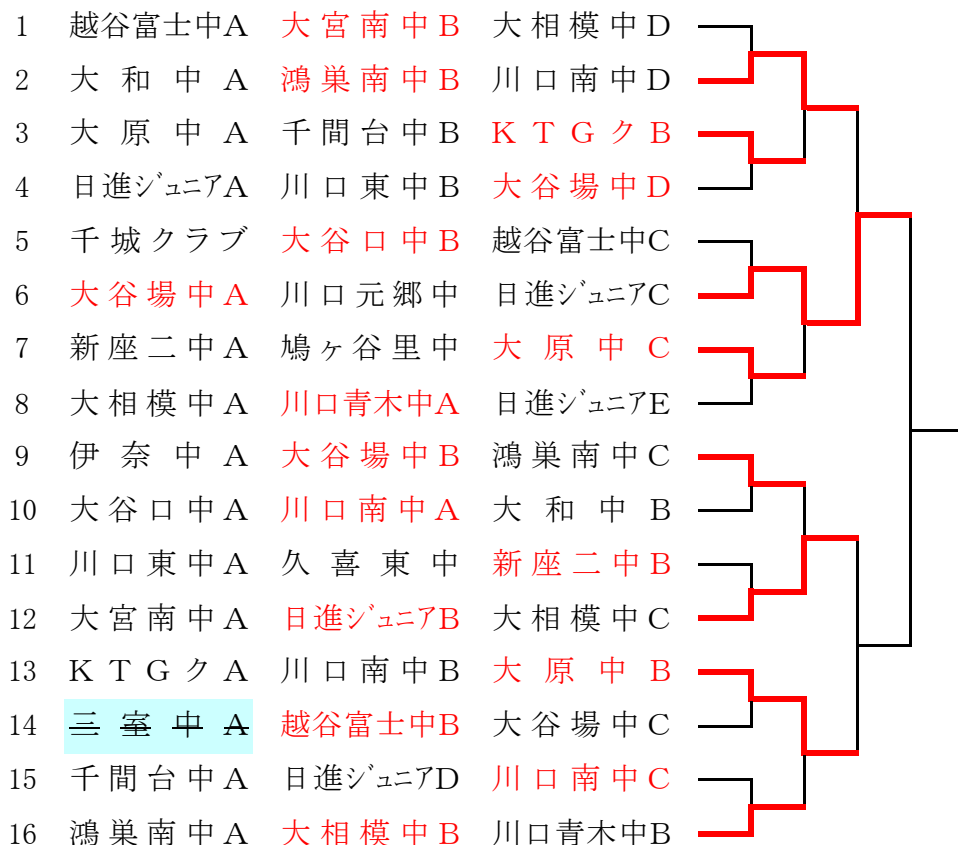 1 越谷富士中A 大宮南中B 大相模中D
2 大和中A 鴻巣南中B 川口南中D
3 大原中A 千間台中B KTGクB
4 日進ジュニアA 川口東中B 大谷場中D
5 千城クラブ 大谷口中B 越谷富士中C
6 大谷場中A 川口元郷中 日進ジュニアC
7 新座二中A 鳩ヶ谷里中 大原中C
8 大相模中A 川口青木中A 日進ジュニアE
9 伊奈中A 大谷場中B 鴻巣南中C
10 大谷口中A 川口南中A 大和中B
11 川口東中A 久喜東中 新座二中B
12 大宮南中A 日進ジュニアB 大相模中C
13 KTGクA 川口南中B 大原中B
14 三室中A 越谷富士中B 大谷場中C
15 千間台中A 日進ジュニアD 川口南中C
16 鴻巣南中A 大相模中B 川口青木中B